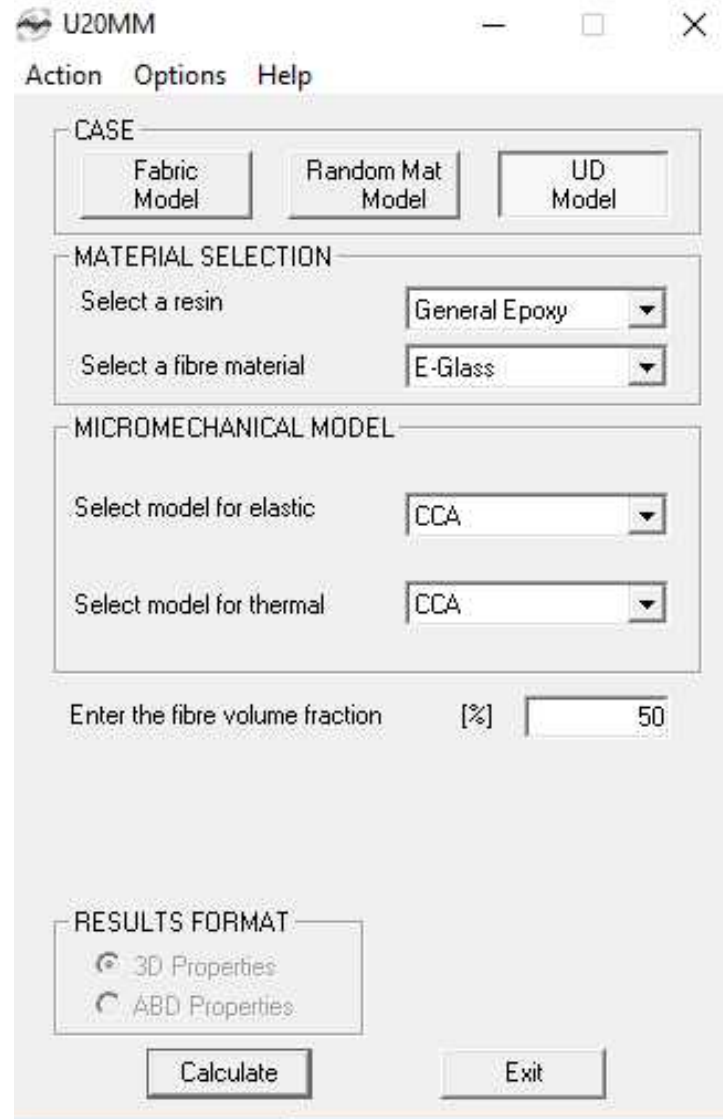 U20MM
Action Options Help
CASE
Fabric Model
Random Mat Model
UD Model
MATERIAL SELECTION
Select a resin General Epoxy
Select a fibre material E-Glass
MICROMECHANICAL MODEL
Select model for elastic CCA
Select model for thermal CCA
Enter the fibre volume fraction [%] 50
RESULTS FORMAT
3D Properties
ABD Properties
Calculate Exit